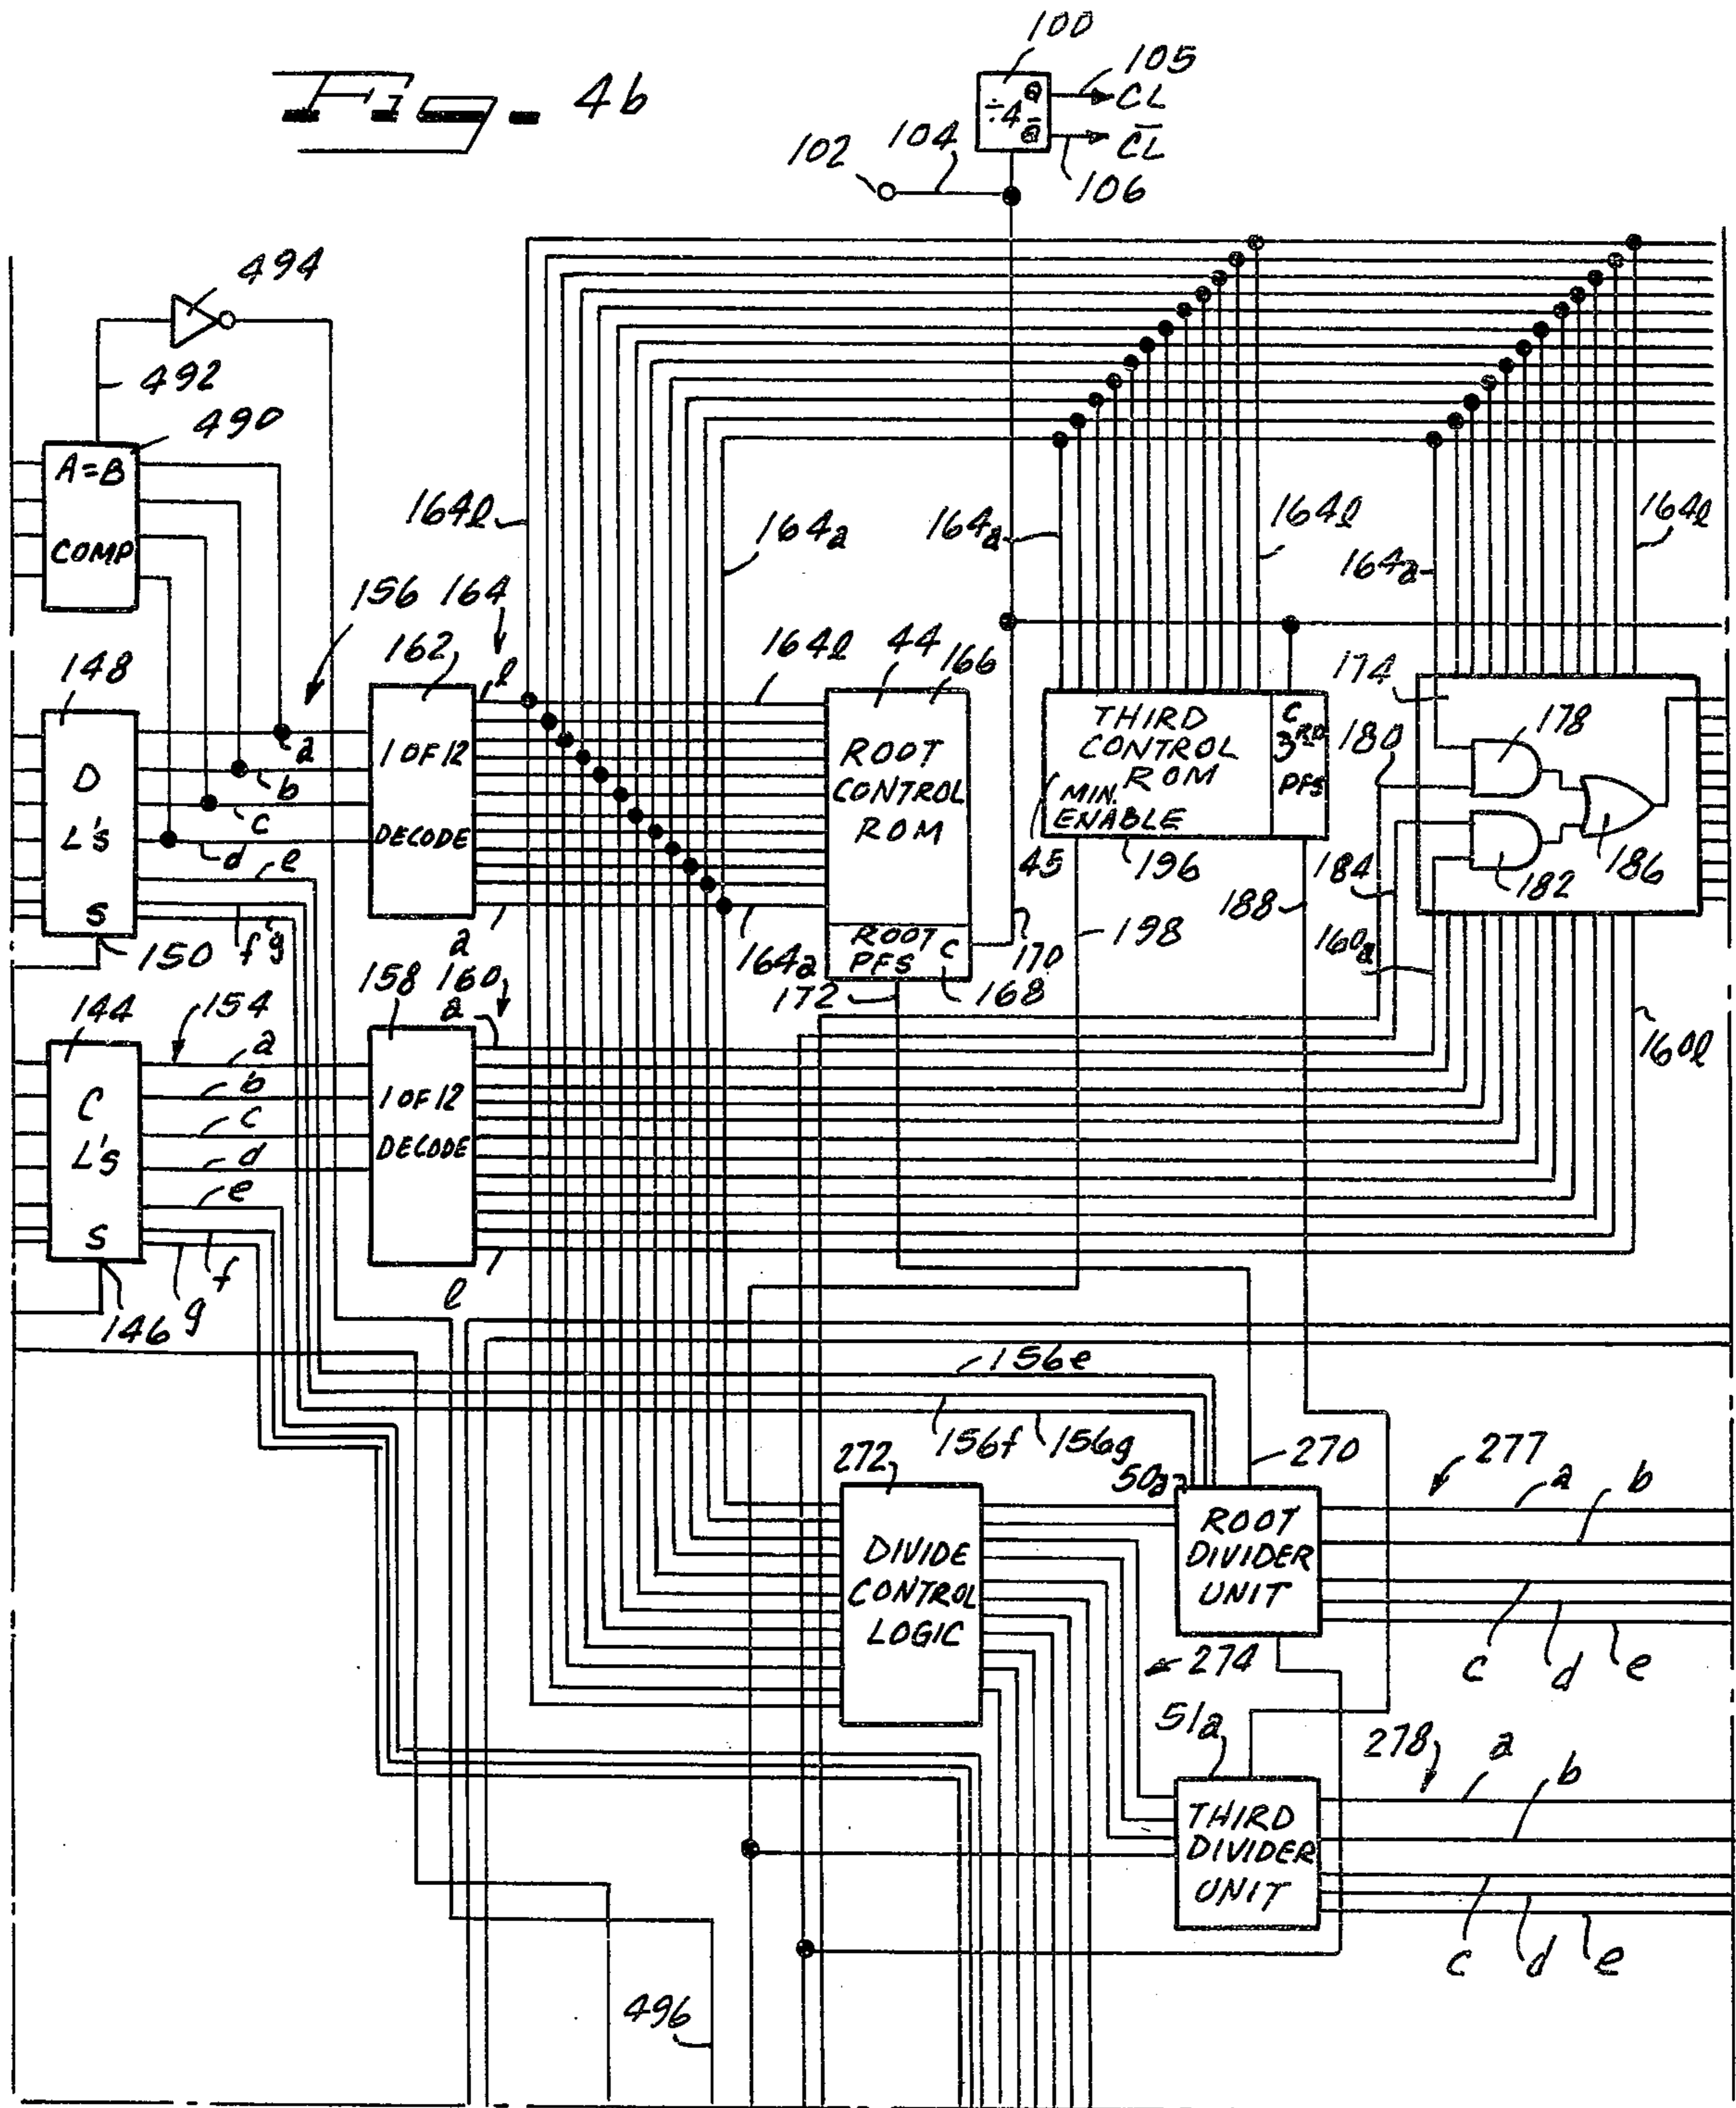 Fig. 4b
100
÷4
Q
Q̅
105
CL
C̅L̅
106
102
104
494
492
490
A=B
COMP
164l
164a
164a
164l
164a
164l
156
164
148
162
l
164l
44
166
D
L's
S
a
b
c
d
e
f
g
150
1 OF 12
DECODE
a
164a
ROOT
CONTROL
ROM
ROOT
PFS
C
168
170
172
THIRD
CONTROL
ROM
MIN.
ENABLE
C
3RD
PFS
45
196
198
188
174
178
180
182
184
186
160a
160l
144
154
C
L's
S
a
b
c
d
e
f
g
146
158
160
a
1 OF 12
DECODE
l
156e
156f
156g
270
272
DIVIDE
CONTROL
LOGIC
50a
ROOT
DIVIDER
UNIT
277
a
b
c
d
e
274
51a
THIRD
DIVIDER
UNIT
278
a
b
c
d
e
496